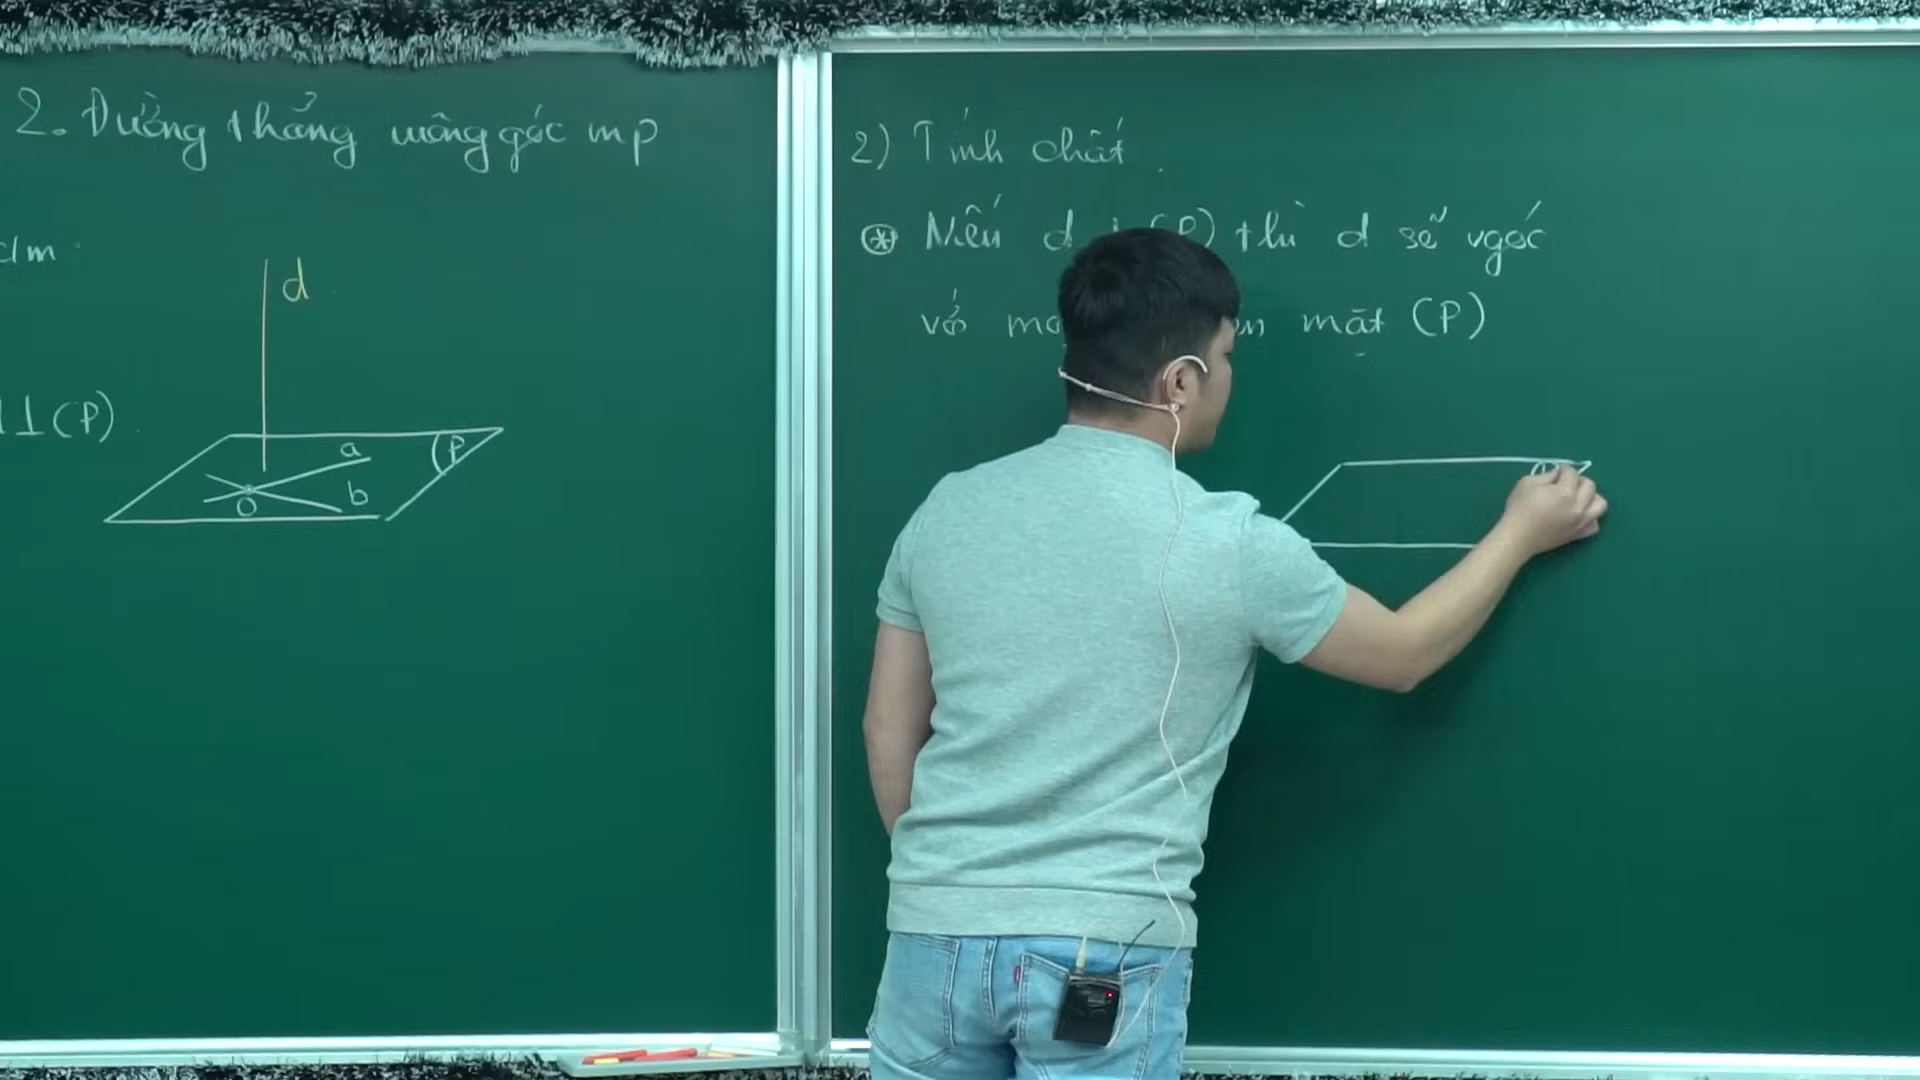 2. Đường thẳng vuông góc mp
d
⊥(P)
a
(P
b
O
2) Tính chất
⊛ Nếu d (P) thì d sẽ vgóc
với mặt (P)